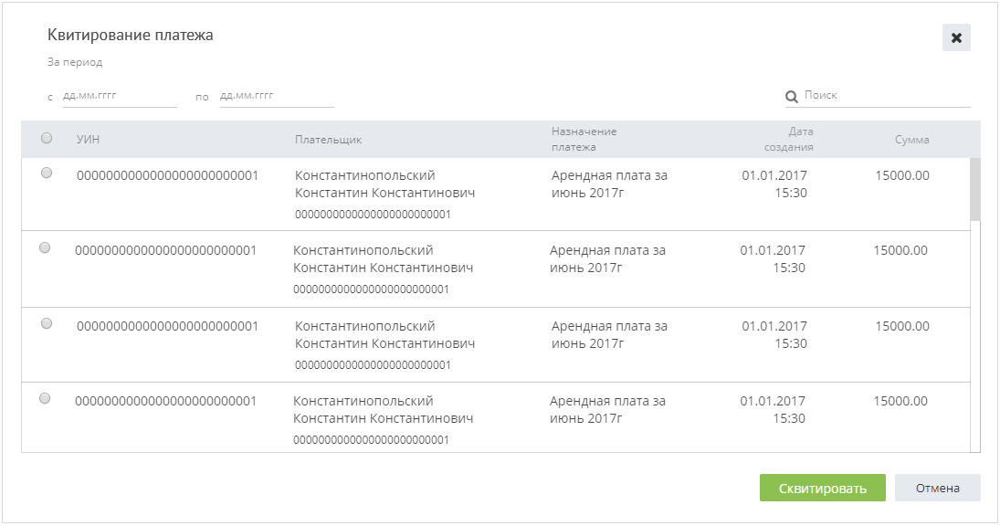 Квитирование платежа
За период
с дд.мм.гггг по дд.мм.гггг Поиск
УИН Плательщик Назначение платежа Дата создания Сумма
0000000000000000000000001 Константинопольский Арендная плата за 01.01.2017 15000.00
Константин Константинович июнь 2017г 15:30
0000000000000000000000001
0000000000000000000000001 Константинопольский Арендная плата за 01.01.2017 15000.00
Константин Константинович июнь 2017г 15:30
0000000000000000000000001
0000000000000000000000001 Константинопольский Арендная плата за 01.01.2017 15000.00
Константин Константинович июнь 2017г 15:30
0000000000000000000000001
0000000000000000000000001 Константинопольский Арендная плата за 01.01.2017 15000.00
Константин Константинович июнь 2017г 15:30
0000000000000000000000001
Сквитировать Отмена